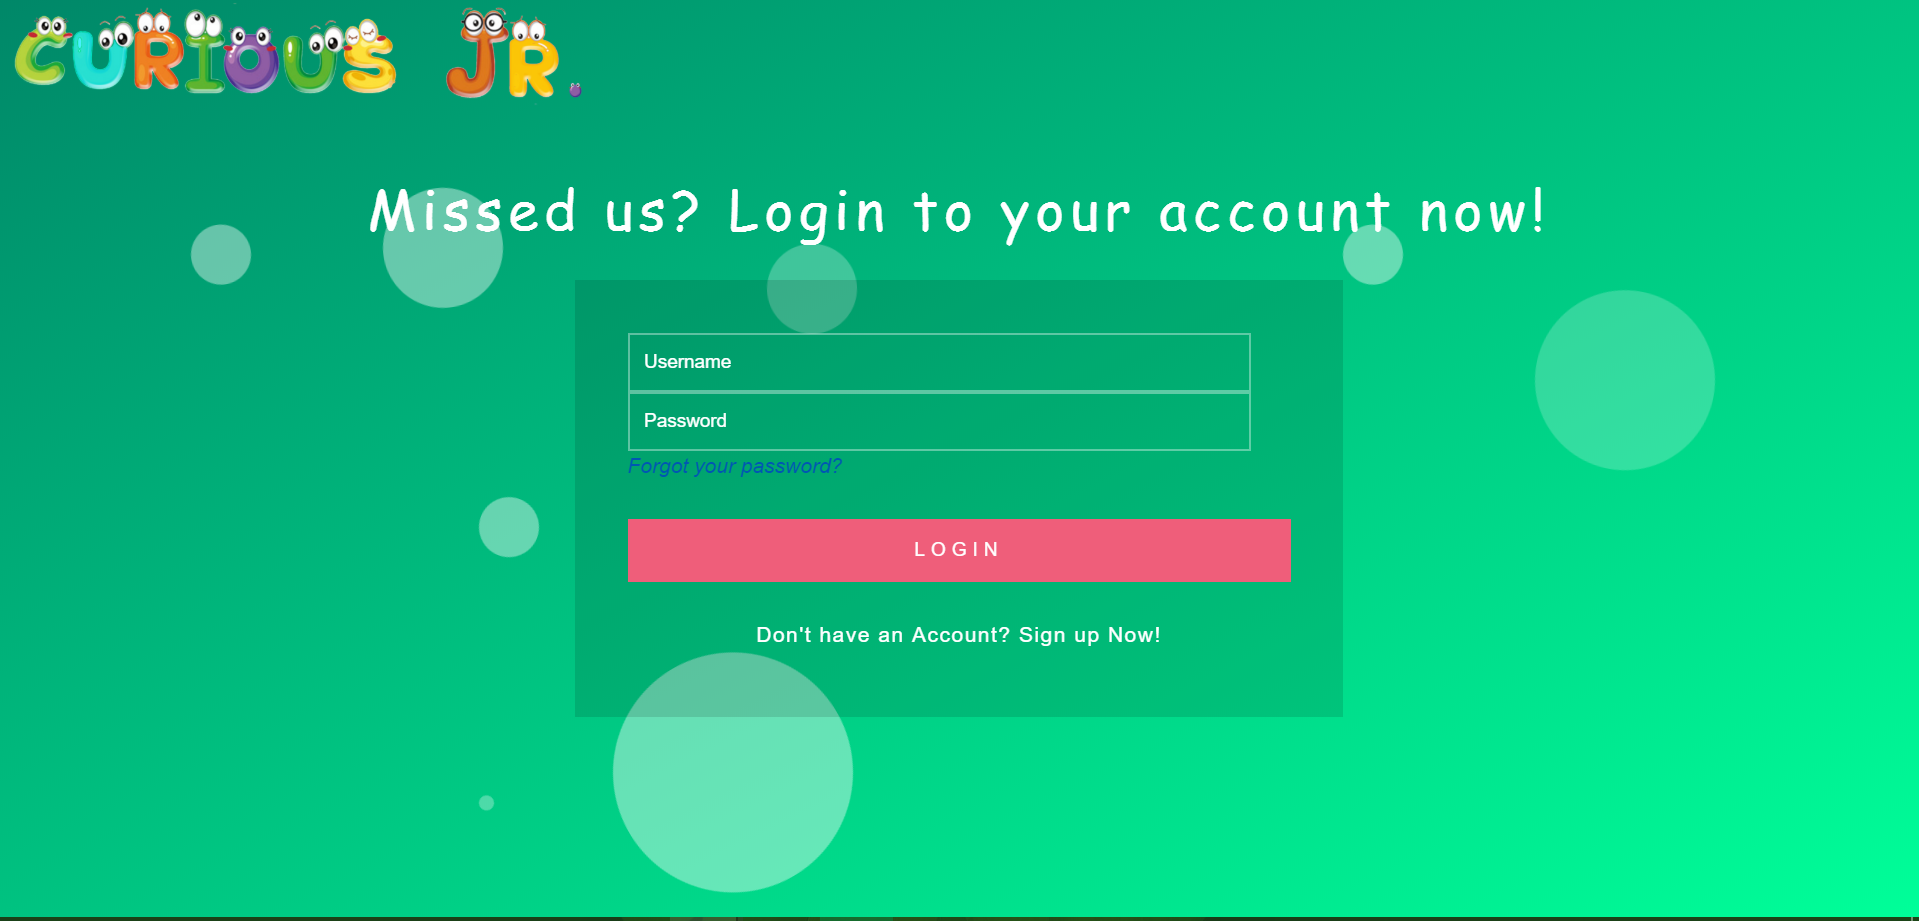 CURIOUS JR.
Missed us? Login to your account now!
Username
Password
Forgot your password?
LOGIN
Don't have an Account? Sign up Now!